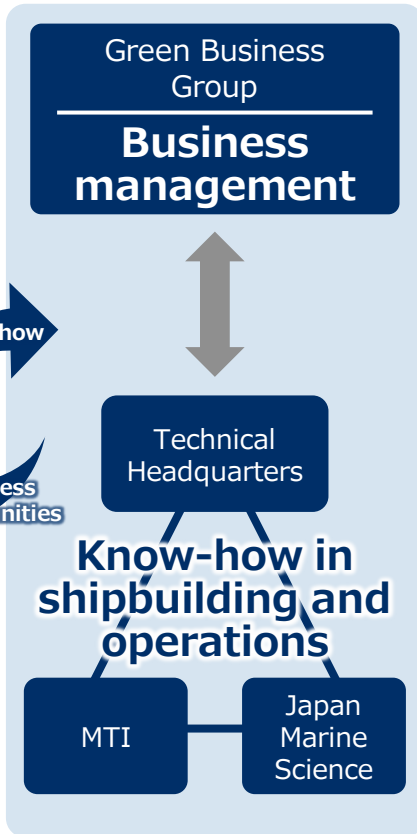 Green Business
Group
Business
management
how
Technical
Headquarters
Know-how in
shipbuilding and
operations
MTI
Japan
Marine
Science